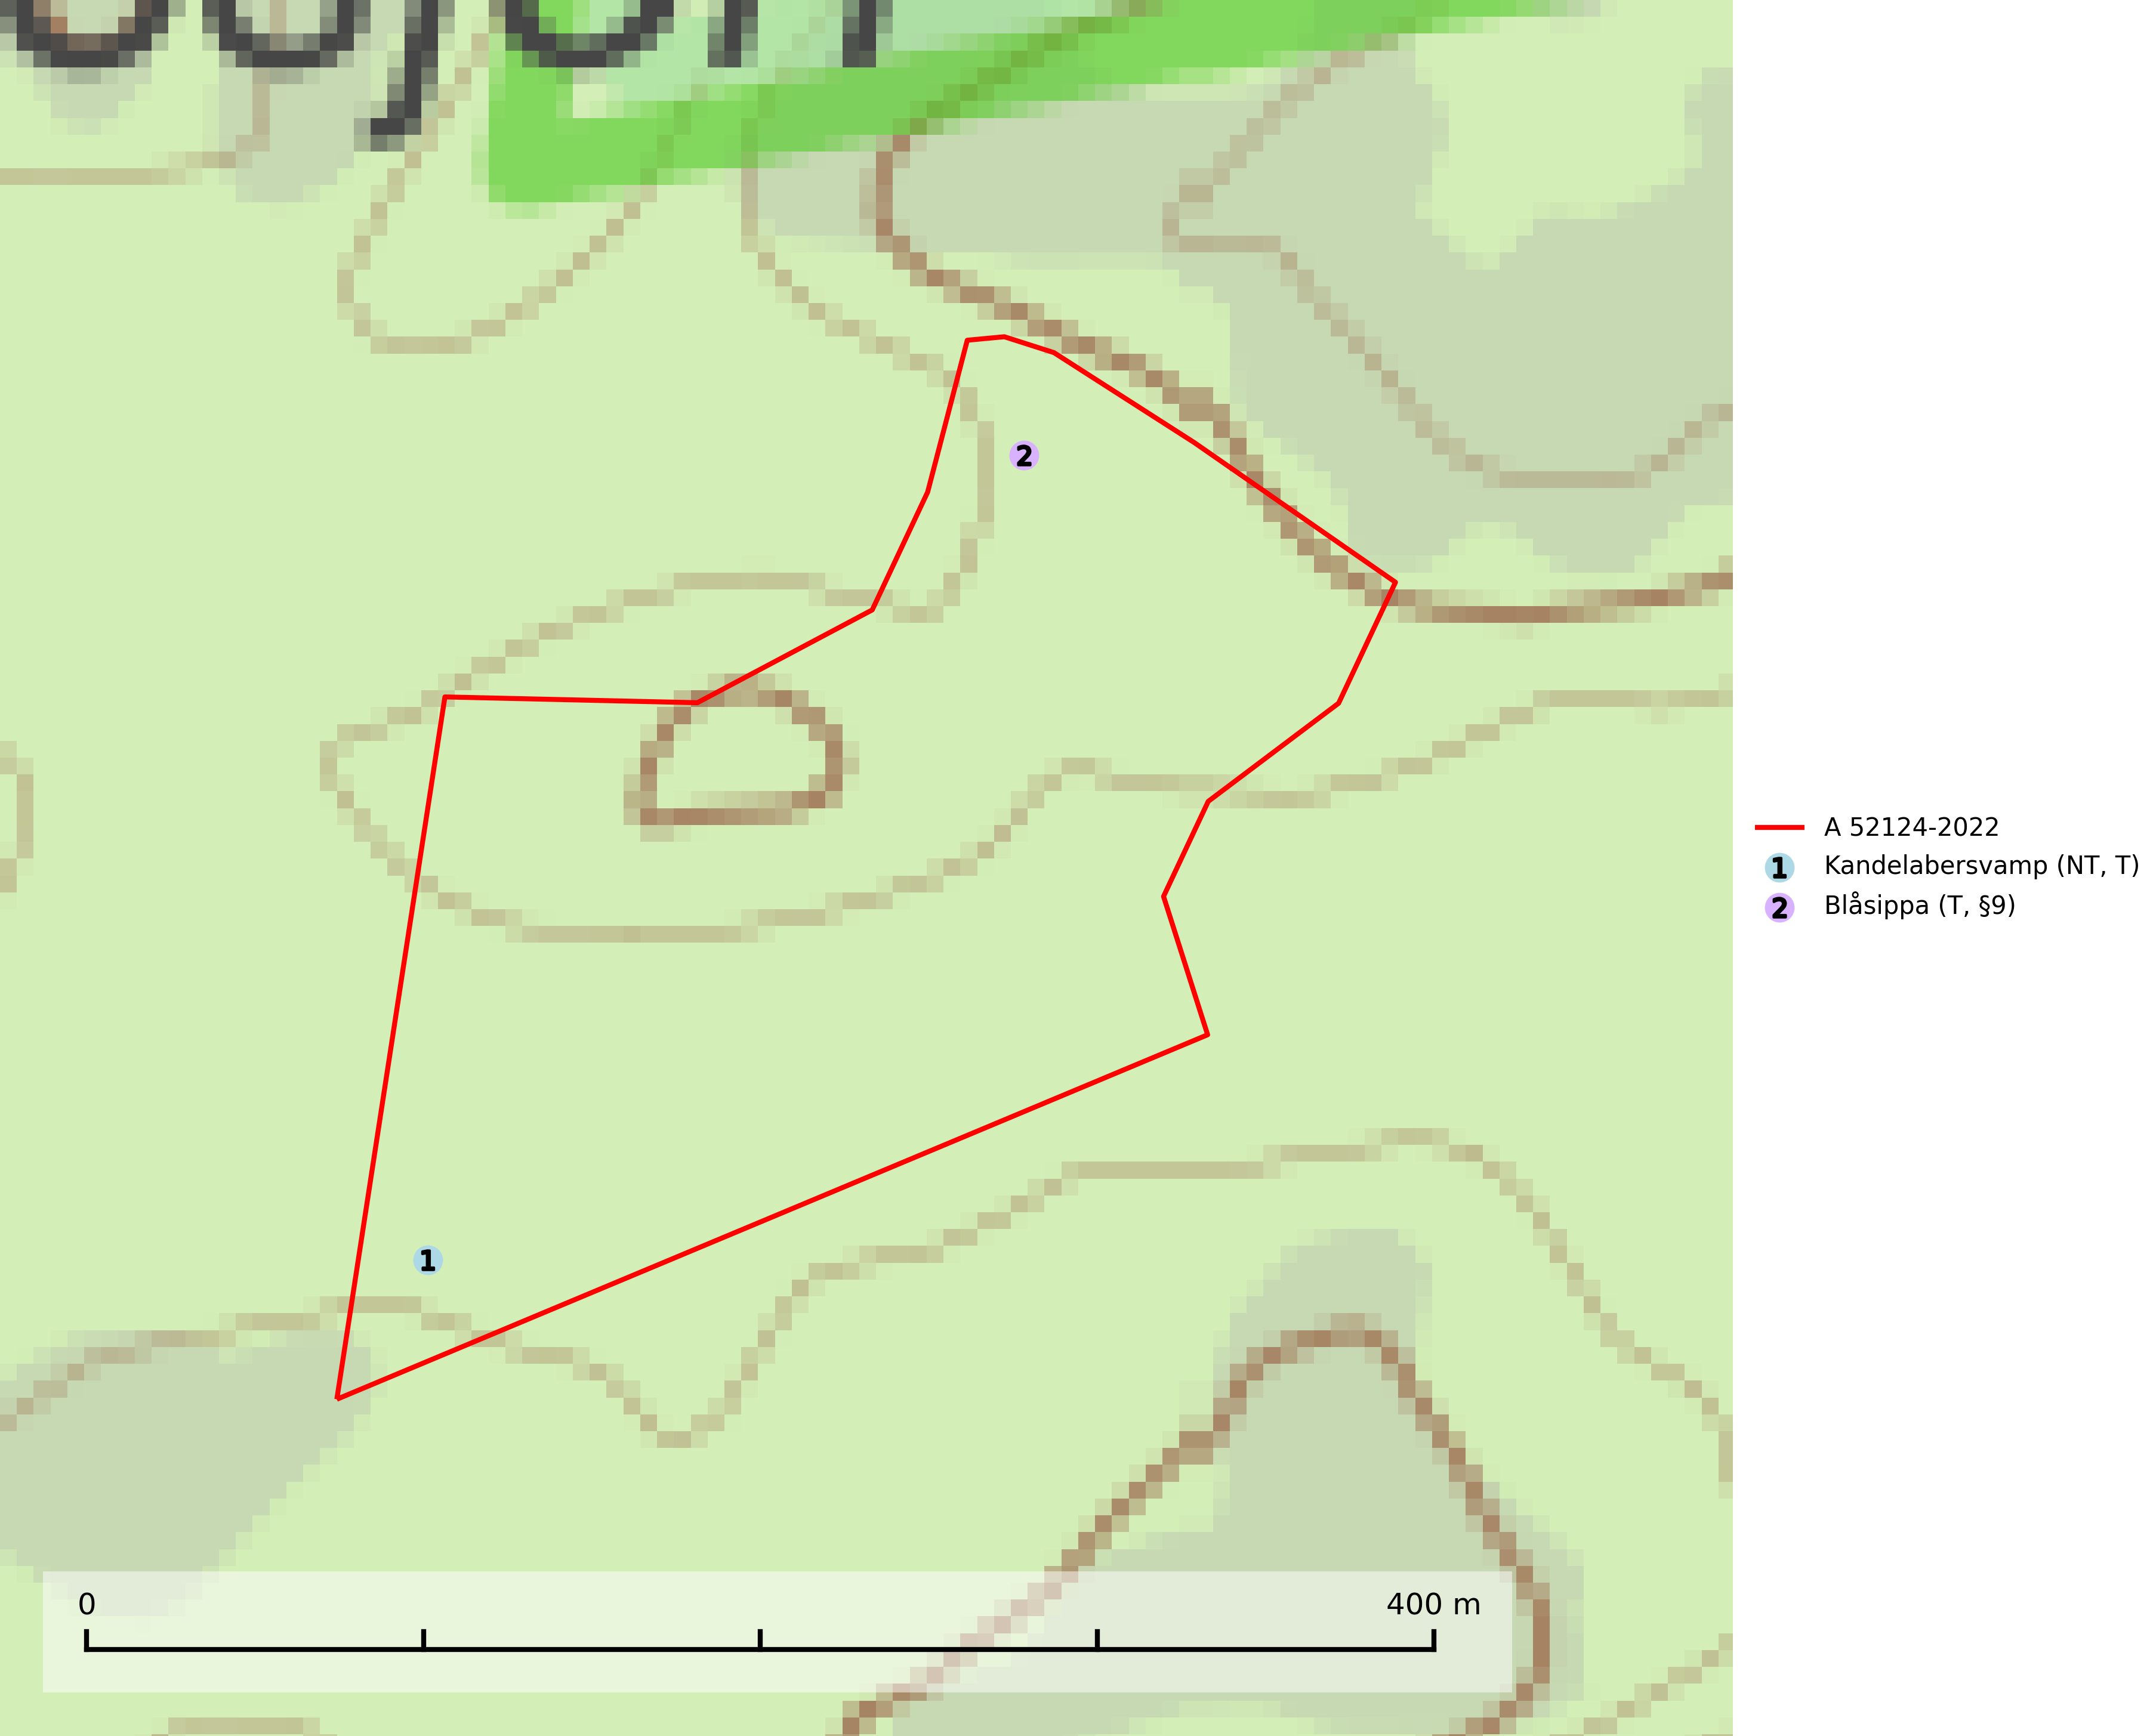 2
1
A 52124-2022
1 Kandelabersvamp (NT, T)
2 Blåsippa (T, §9)
0 400 m